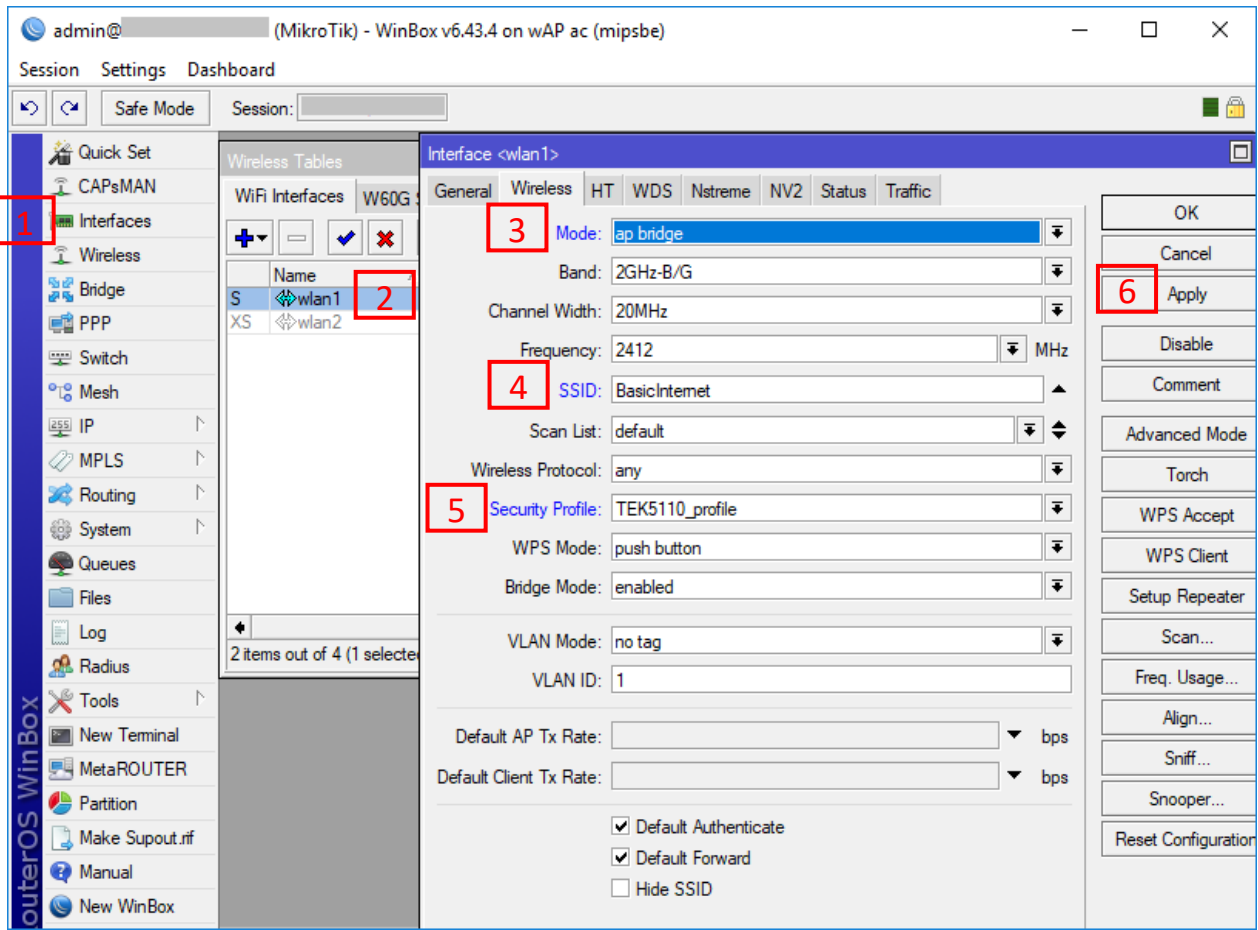 admin@ (MikroTik) - WinBox v6.43.4 on wAP ac (mipsbe)
Session Settings Dashboard
Safe Mode Session:
Quick Set
CAPsMAN
1 Interfaces
Wireless
Bridge
PPP
Switch
Mesh
255 IP
MPLS
Routing
System
Queues
Files
Log
Radius
Tools
New Terminal
MetaROUTER
Partition
Make Supout.rif
Manual
New WinBox
outerOS WinBox
Wireless Tables
WiFi Interfaces W60G S
Name
S wlan1 2
XS wlan2
2 items out of 4 (1 selected
Interface <wlan1>
General Wireless HT WDS Nstreme NV2 Status Traffic
3 Mode: ap bridge
Band: 2GHz-B/G
Channel Width: 20MHz
Frequency: 2412 MHz
4 SSID: BasicInternet
Scan List: default
Wireless Protocol: any
5 Security Profile: TEK5110_profile
WPS Mode: push button
Bridge Mode: enabled
VLAN Mode: no tag
VLAN ID: 1
Default AP Tx Rate: bps
Default Client Tx Rate: bps
Default Authenticate
Default Forward
Hide SSID
OK
Cancel
6 Apply
Disable
Comment
Advanced Mode
Torch
WPS Accept
WPS Client
Setup Repeater
Scan...
Freq. Usage...
Align...
Sniff...
Snooper...
Reset Configuration